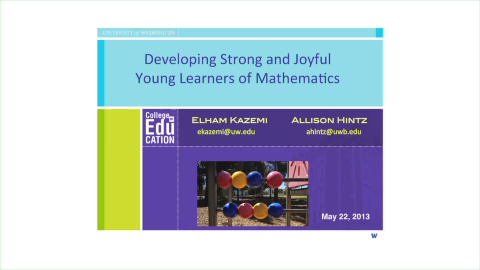 UNIVERSITY of WASHINGTON
Developing Strong and Joyful
Young Learners of Mathematics
College of
Edu
CATION
ELHAM KAZEMI
ekazemi@uw.edu
ALLISON HINTZ
ahintz@uwb.edu
May 22, 2013
W